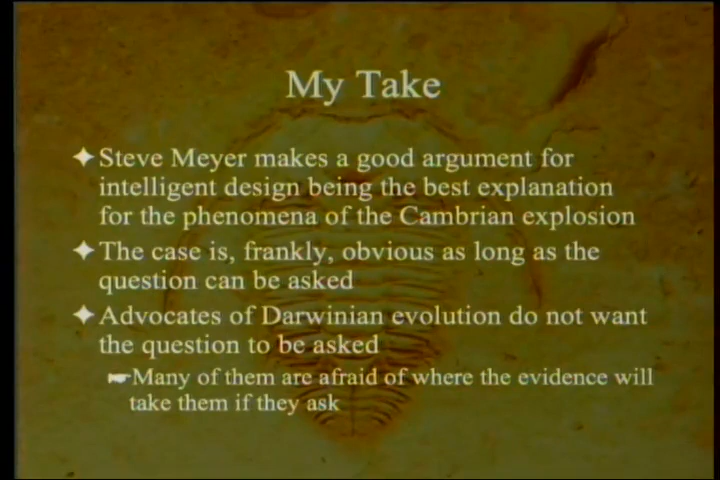 My Take
Steve Meyer makes a good argument for
intelligent design being the best explanation
for the phenomena of the Cambrian explosion
The case is, frankly, obvious as long as the
question can be asked
Advocates of Darwinian evolution do not want
the question to be asked
Many of them are afraid of where the evidence will
take them if they ask